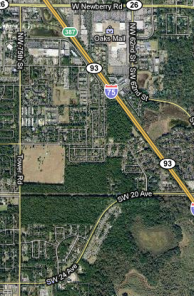 W Newberry Rd
26
26
NW 75th St
387
Oaks Mall
NW 62nd St
SW 62nd St
93
75
93
Tower Rd
SW 20 Ave
SW 24 Ave